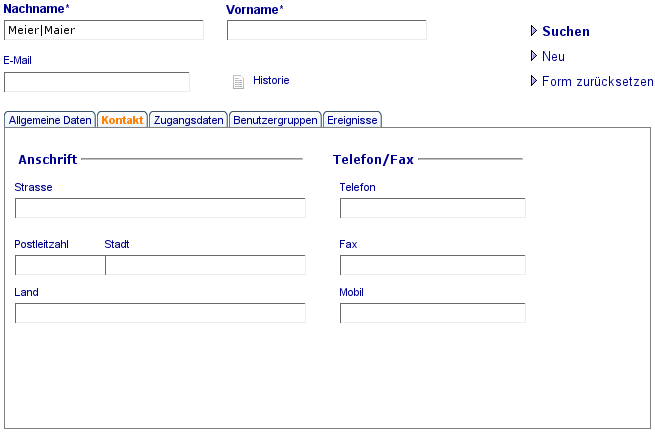 Nachname*
Vorname*
Meier|Maier
Suchen
E-Mail
Neu
Historie
Form zurücksetzen
Allgemeine Daten Kontakt Zugangsdaten Benutzergruppen Ereignisse
Anschrift
Telefon/Fax
Strasse
Telefon
Postleitzahl Stadt
Fax
Land
Mobil